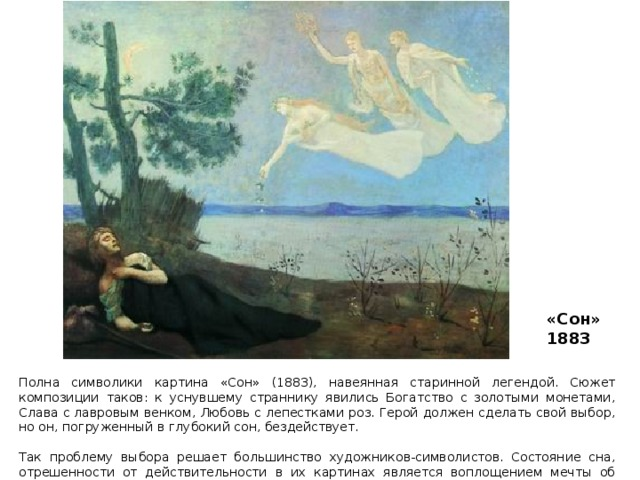 «Сон»
1883
Полна символики картина «Сон» (1883), навеянная старинной легендой. Сюжет
композиции таков: к уснувшему страннику явились Богатство с золотыми монетами,
Слава с лавровым венком, Любовь с лепестками роз. Герой должен сделать свой выбор,
но он, погруженный в глубокий сон, бездействует.
Так проблему выбора решает большинство художников-символистов. Состояние сна,
отрешенности от действительности в их картинах является воплощением мечты об